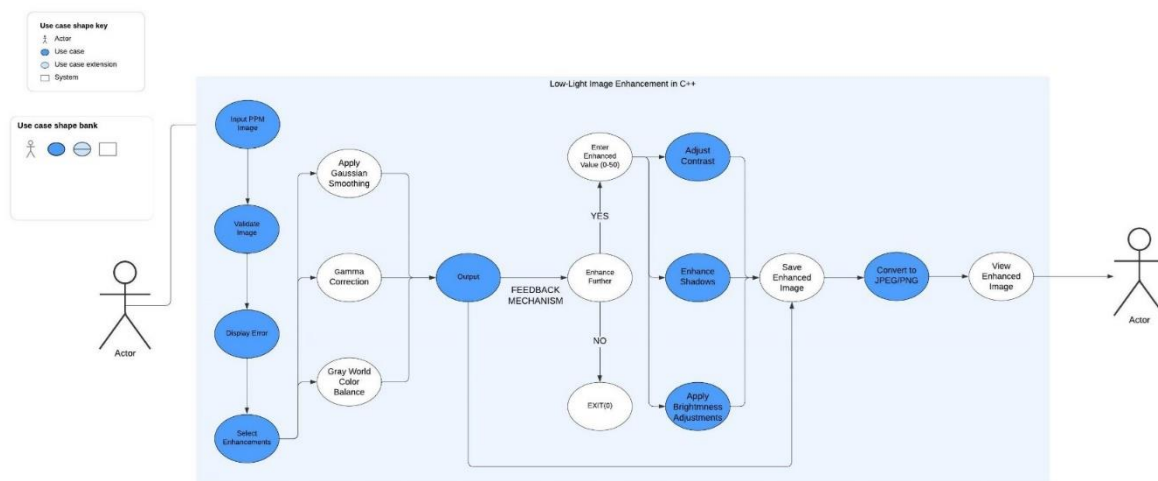 Use case shape key
Actor
Use case
Use case extension
System
Use case shape bank
Low-Light Image Enhancement in C++
Input PPM
Image
Validate
Image
Display Error
Select
Enhancements
Apply
Gaussian
Smoothing
Gamma
Correction
Gray World
Color
Balance
Output
FEEDBACK
MECHANISM
Enter
Enhanced
Value (0-50)
YES
Enhance
Furher
NO
EXIT(0)
Adjust
Contrast
Enhance
Shadows
Apply
Brightmness
Adjustments
Save
Enhanced
Image
Convert to
JPEG/PNG
View
Enhanced
Image
Actor
Actor